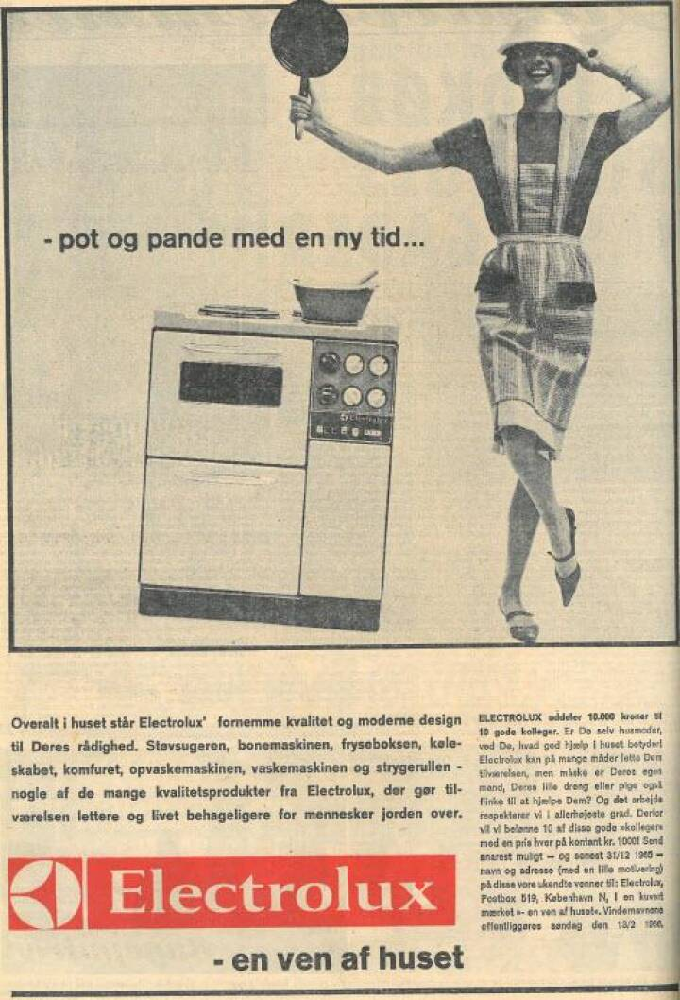 - pot og pande med en ny tid...
Electrolux
Overalt i huset står Electrolux' fornemme kvalitet og moderne design
til Deres rådighed. Støvsugeren, bonemaskinen, fryseboksen, køle-
skabet, komfuret, opvaskemaskinen, vaskemaskinen og strygerullen -
nogle af de mange kvalitetsprodukter fra Electrolux, der gør til-
værelsen lettere og livet behageligere for mennesker jorden over.
Electrolux
- en ven af huset
ELECTROLUX uddeler 10.000 kroner til
10 gode kolleger. Er De selv husmoder,
ved De, hvad god hjælp i huset betyder!
Electrolux kan på mange måder lette Dem
tilværelsen, men måske er Deres egen
mand, Deres lille dreng eller pige også
flinke til at hjælpe Dem? Og det arbejde
respekterer vi i allerhøjeste grad. Derfor
vil vi belønne 10 af disse gode »kolleger«
med en pris hver på kontant kr. 1000! Send
snarest muligt – og senest 31/12 1965 –
navn og adresse (med en lille motivering)
på disse vore ukendte venner til: Electrolux,
Postbox 519, København N, i en kuvert
mærket »- en ven af huset«. Vindernavnene
offentliggøres søndag den 13/2 1966.